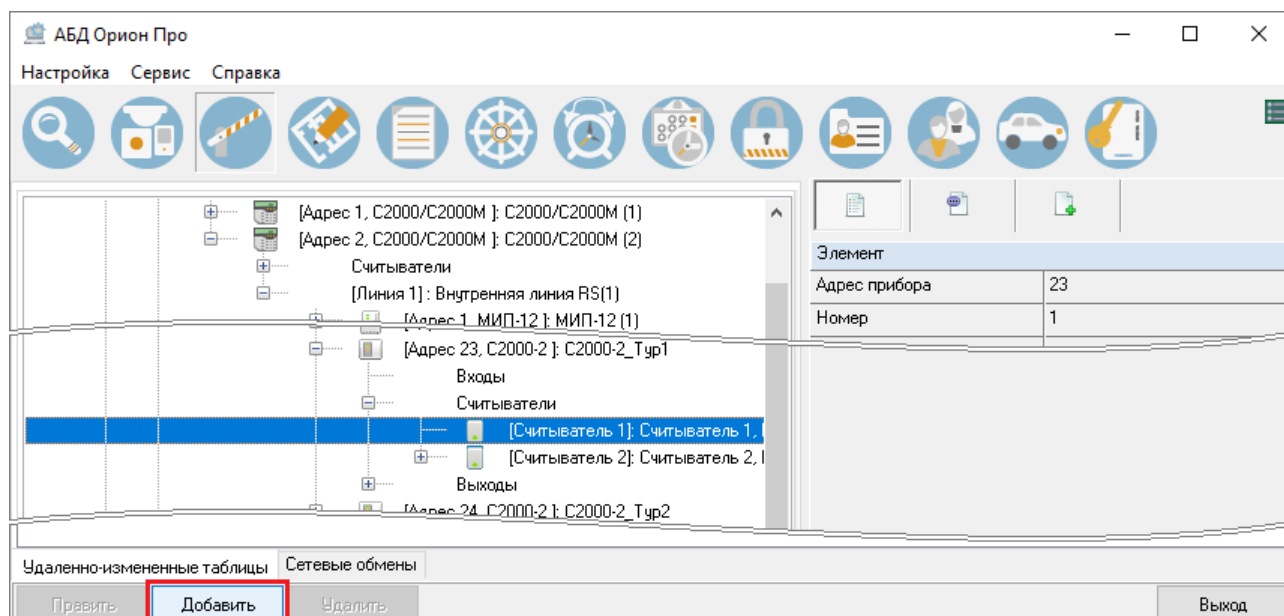 АБД Орион Про
Настройка Сервис Справка
[Адрес 1, С2000/С2000М ]: С2000/С2000М (1)
[Адрес 2, С2000/С2000М ]: С2000/С2000М (2)
Считыватели
[Линия 1] : Внутренняя линия RS(1)
[Адрес 1, МИП-12 ]: МИП-12 (1)
[Адрес 23, С2000-2 ]: С2000-2_Тур1
Входы
Считыватели
[Считыватель 1]: Считыватель 1,
[Считыватель 2]: Считыватель 2,
Выходы
[Адрес 24, С2000-2 ]: С2000-2_Тур2
Элемент
Адрес прибора 23
Номер 1
Удаленно-измененные таблицы Сетевые обмены
Править Добавить Удалить Выход